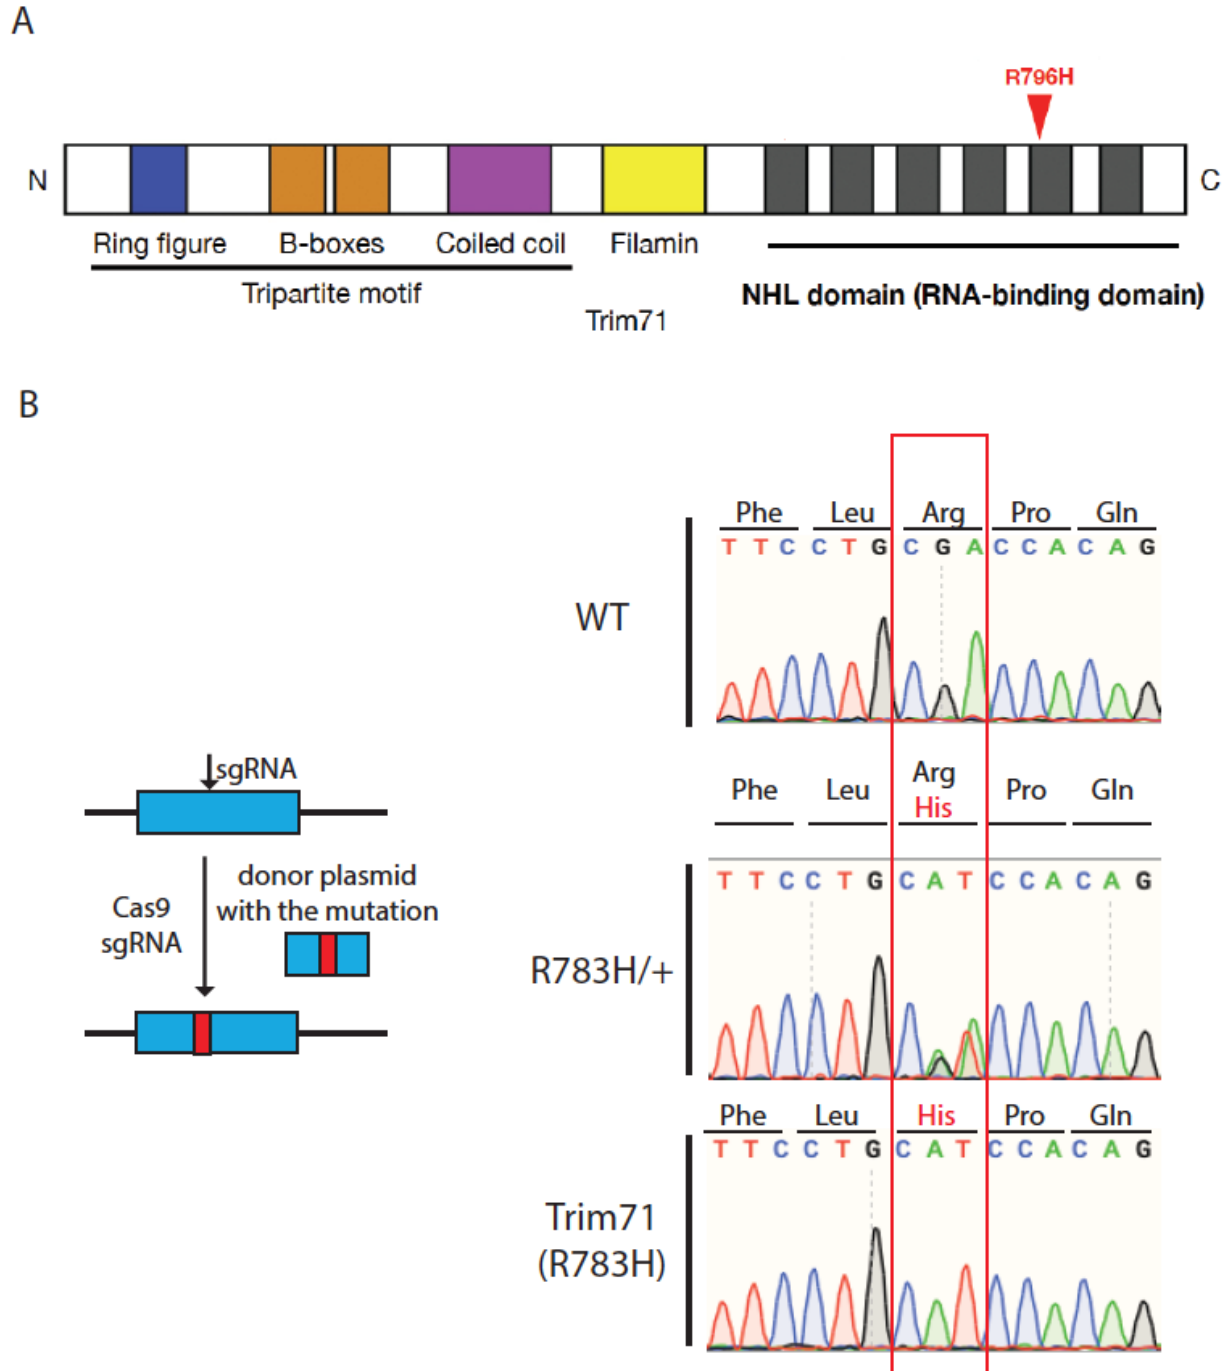 A
R796H
N
C
Ring figure B-boxes Coiled coil Filamin
Tripartite motif
NHL domain (RNA-binding domain)
Trim71
B
sgRNA
Cas9
sgRNA
donor plasmid
with the mutation
WT
Phe Leu Arg Pro Gln
T T C C T G C G A C C A C A G
R783H/+
Phe Leu Arg Pro Gln
His
T T C C T G C A T C C A C A G
Trim71
(R783H)
Phe Leu His Pro Gln
T T C C T G C A T C C A C A G